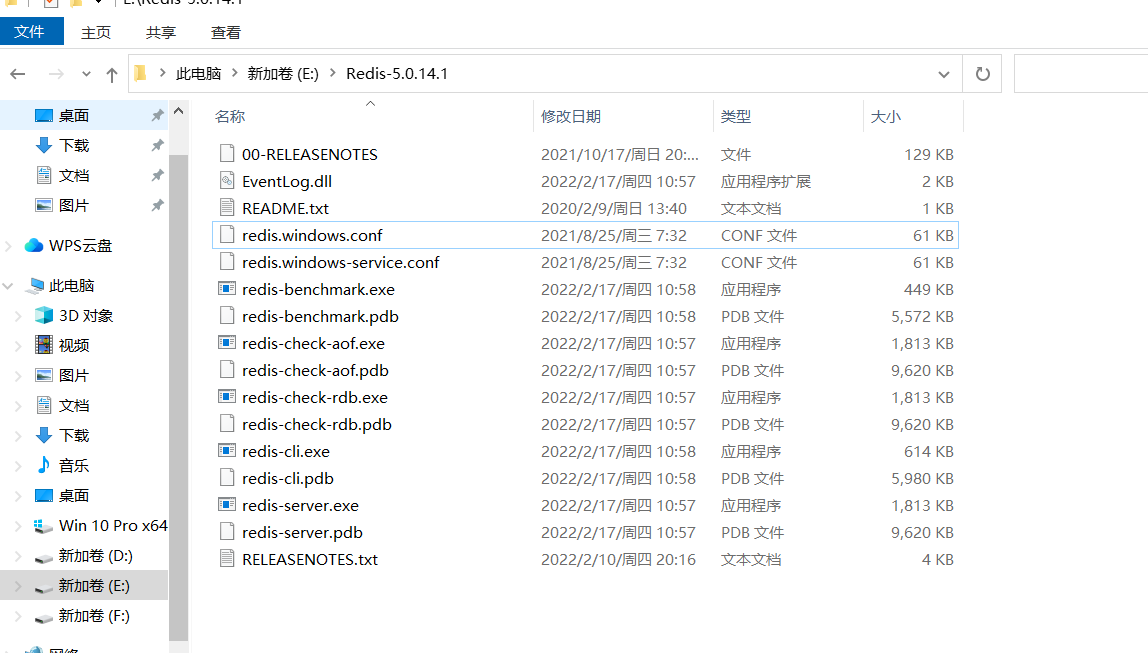 E:\Redis-5.0.14.1
文件 主页 共享 查看
此电脑 新加卷 (E:) Redis-5.0.14.1
名称 修改日期 类型 大小
桌面
下载
文档
图片
WPS云盘
此电脑
3D 对象
视频
图片
文档
下载
音乐
桌面
Win 10 Pro x64
新加卷 (D:)
新加卷 (E:)
新加卷 (F:)
网络
00-RELEASENOTES 2021/10/17/周日 20:... 文件 129 KB
EventLog.dll 2022/2/17/周四 10:57 应用程序扩展 2 KB
README.txt 2020/2/9/周日 13:40 文本文档 1 KB
redis.windows.conf 2021/8/25/周三 7:32 CONF 文件 61 KB
redis.windows-service.conf 2021/8/25/周三 7:32 CONF 文件 61 KB
redis-benchmark.exe 2022/2/17/周四 10:58 应用程序 449 KB
redis-benchmark.pdb 2022/2/17/周四 10:58 PDB 文件 5,572 KB
redis-check-aof.exe 2022/2/17/周四 10:57 应用程序 1,813 KB
redis-check-aof.pdb 2022/2/17/周四 10:57 PDB 文件 9,620 KB
redis-check-rdb.exe 2022/2/17/周四 10:57 应用程序 1,813 KB
redis-check-rdb.pdb 2022/2/17/周四 10:57 PDB 文件 9,620 KB
redis-cli.exe 2022/2/17/周四 10:58 应用程序 614 KB
redis-cli.pdb 2022/2/17/周四 10:58 PDB 文件 5,980 KB
redis-server.exe 2022/2/17/周四 10:57 应用程序 1,813 KB
redis-server.pdb 2022/2/17/周四 10:57 PDB 文件 9,620 KB
RELEASENOTES.txt 2022/2/10/周四 20:16 文本文档 4 KB